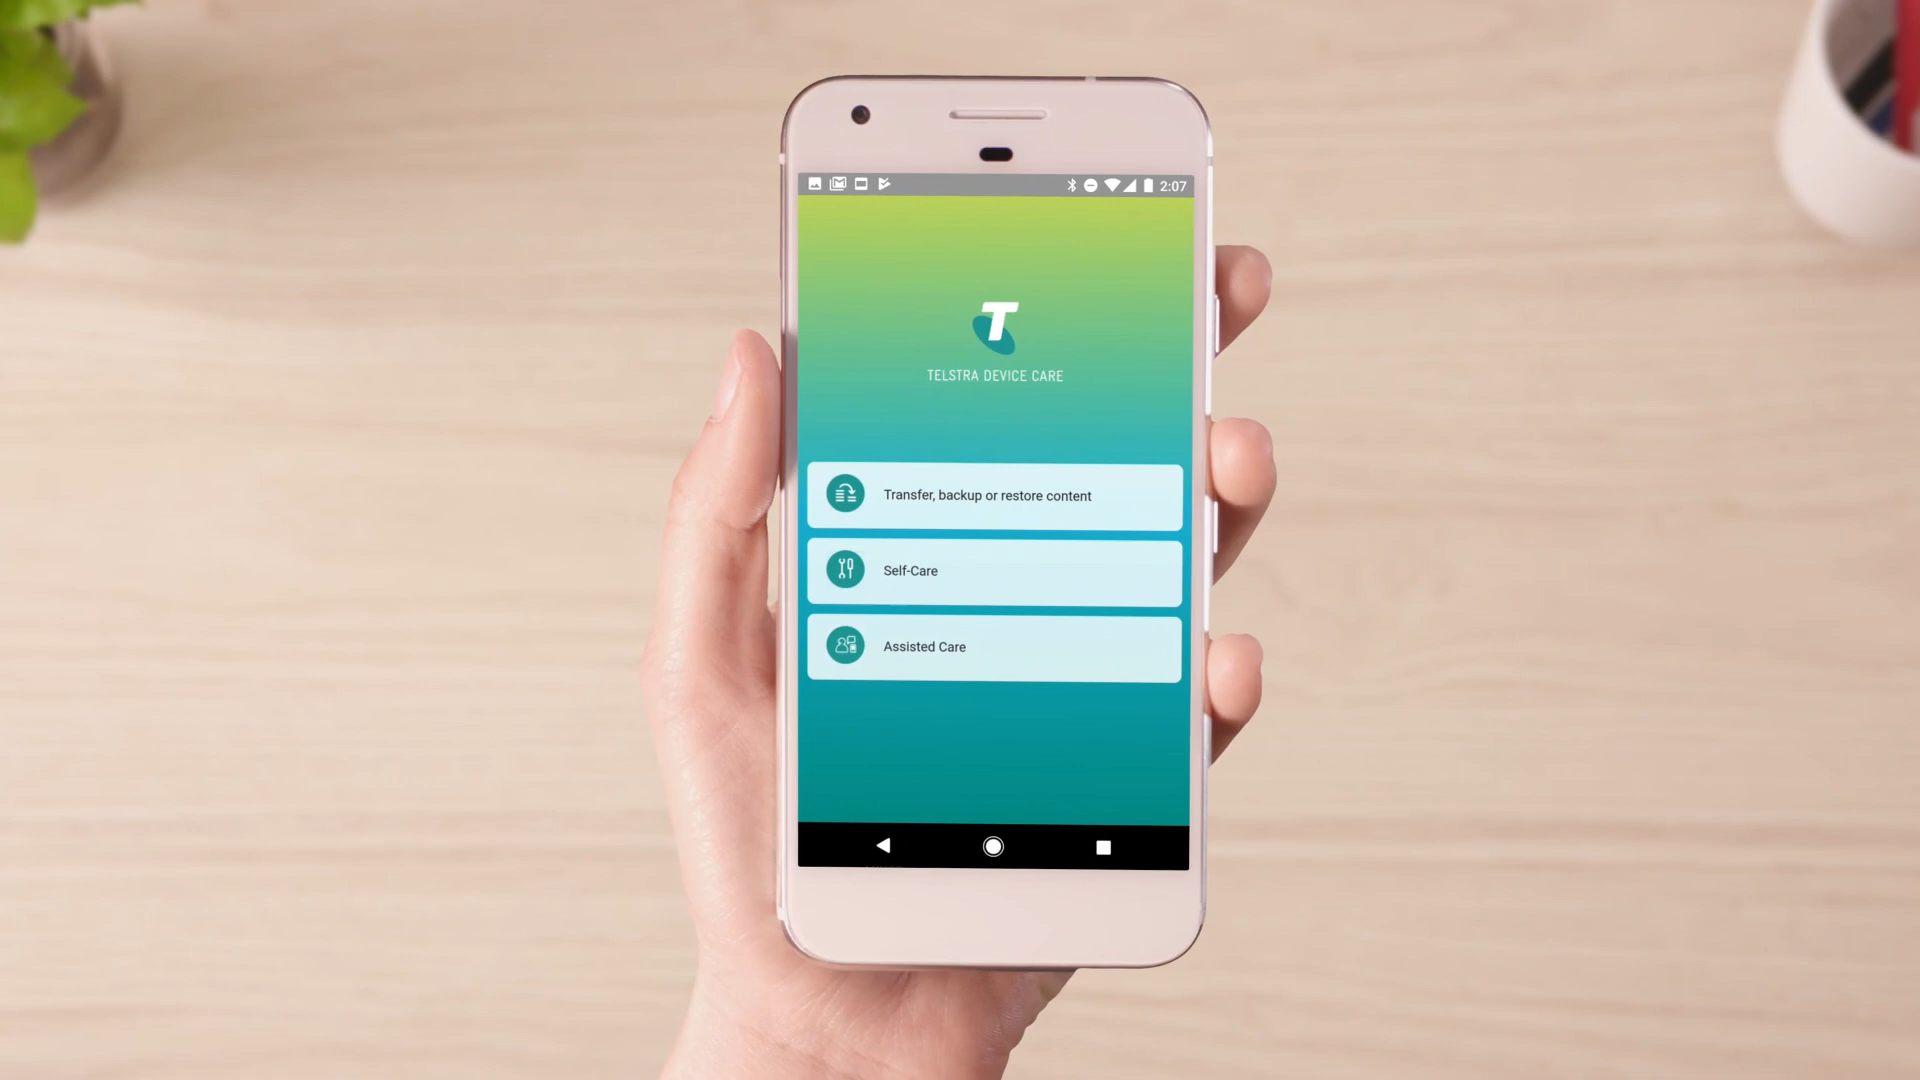 2:07
T
TELSTRA DEVICE CARE
Transfer, backup or restore content
Self-Care
Assisted Care